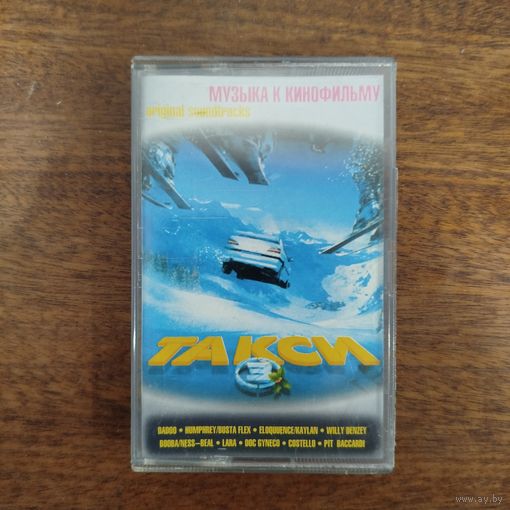 МУЗЫКА К КИНОФИЛЬМУ
original soundtracks
ТАКСИ
3
DADOO • HUMPHREY/BUSTA FLEX • ELOQUUENCE/KAYLAN • WILLY DENZEY
BOOBA/NESS-BEAL • LARA • DOC GYNECO • COSTELLO • PIT BACCARDI
www.ay.by